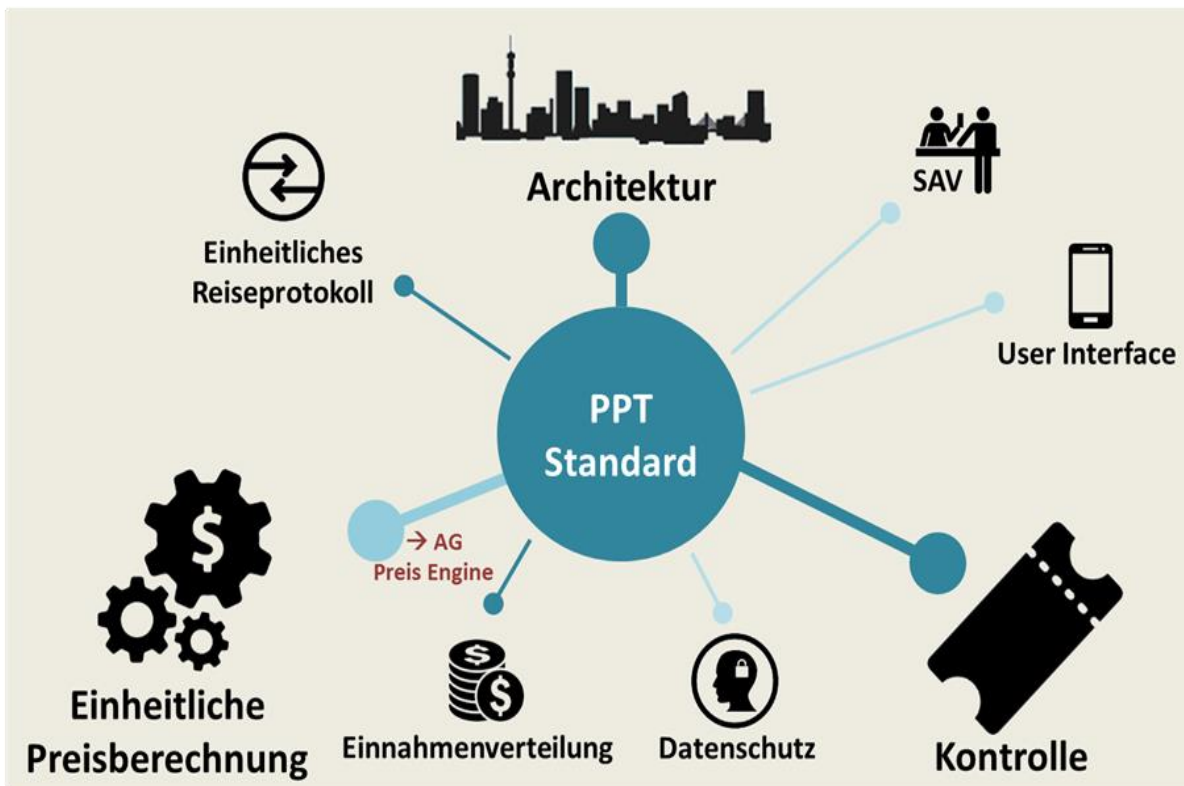 Architektur
SAV
Einheitliches
Reiseprotokoll
User Interface
PPT
Standard
→ AG
Preis Engine
$
Einheitliche
Preisberechnung
$
$
Einnahmenverteilung
Datenschutz
Kontrolle